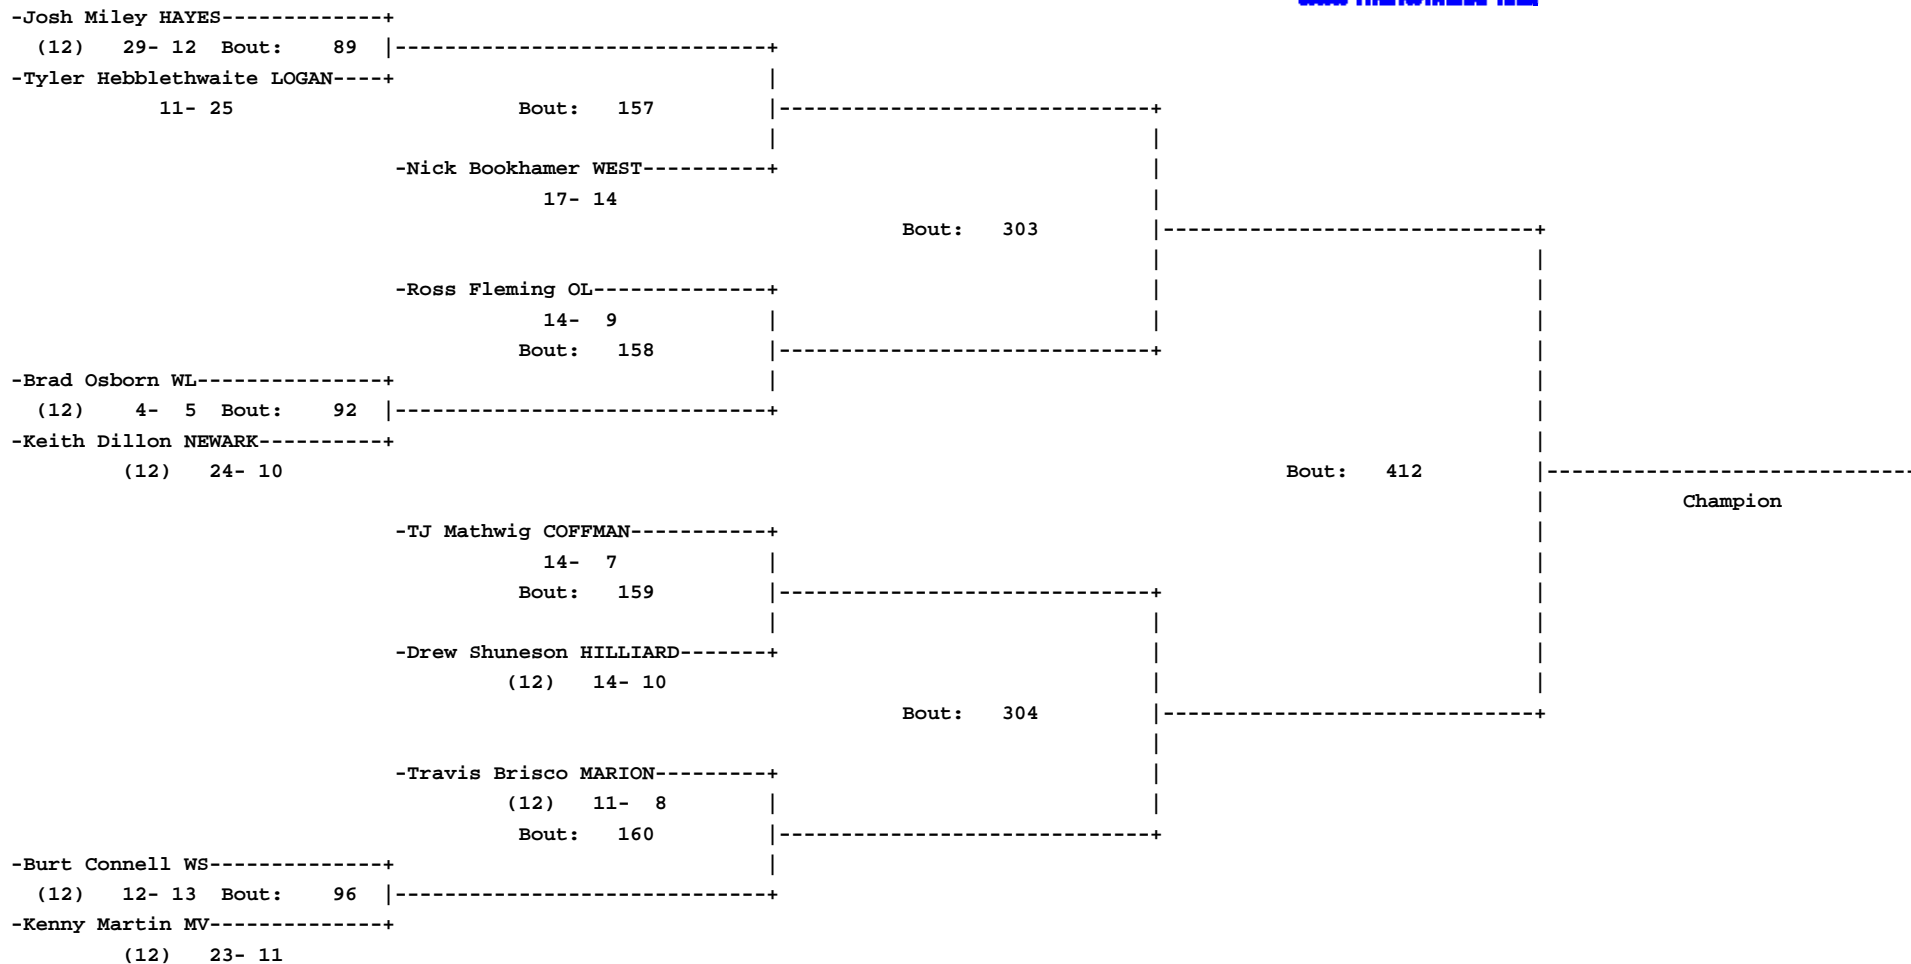 -Josh Miley HAYES-------------+
(12) 29- 12 Bout: 89 |------------------------------+
-Tyler Hebblethwaite LOGAN----+ |
11- 25 Bout: 157 |------------------------------+
| |
-Nick Bookhamer WEST----------+ |
17- 14 |
Bout: 303 |------------------------------+
| |
-Ross Fleming OL--------------+ | |
14- 9 | | |
Bout: 158 |------------------------------+ |
-Brad Osborn WL---------------+ | |
(12) 4- 5 Bout: 92 |------------------------------+ |
-Keith Dillon NEWARK----------+ |
(12) 24- 10 Bout: 412 |------------------------------
| Champion
-TJ Mathwig COFFMAN-----------+ |
14- 7 | |
Bout: 159 |------------------------------+ |
| | |
-Drew Shuneson HILLIARD-------+ | |
(12) 14- 10 | |
Bout: 304 |------------------------------+
|
-Travis Brisco MARION---------+ |
(12) 11- 8 | |
Bout: 160 |------------------------------+
-Burt Connell WS--------------+ |
(12) 12- 13 Bout: 96 |------------------------------+
-Kenny Martin MV--------------+
(12) 23- 11